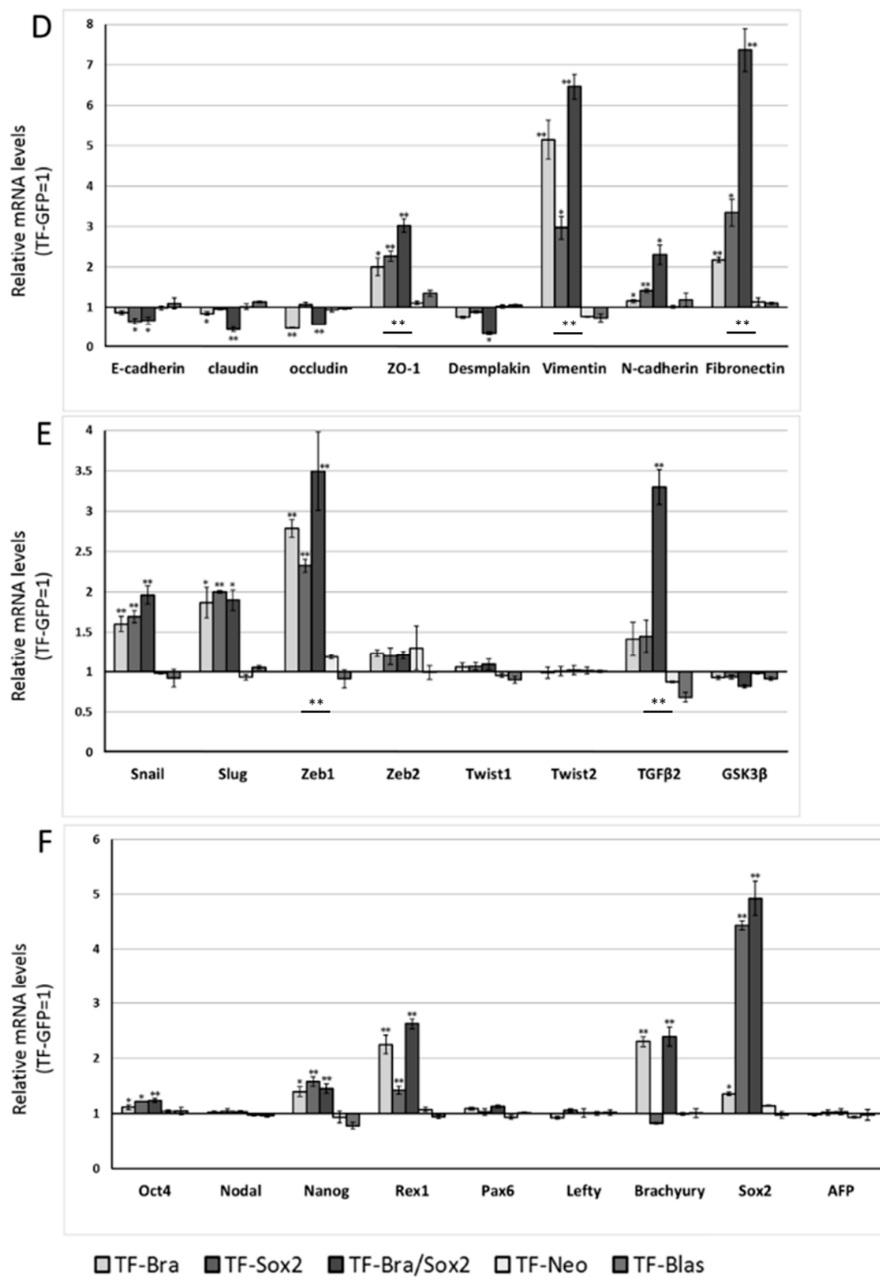 D
Relative mRNA levels
(TF-GFP=1)
8
7
6
5
4
3
2
1
0
** ** * ** * ** ** * ** * ** *
* * * ** ** ** *
** ** **
E-cadherin claudin occludin ZO-1 Desmplakin Vimentin N-cadherin Fibronectin
E
Relative mRNA levels
(TF-GFP=1)
4
3.5
3
2.5
2
1.5
1
0.5
0
** ** ** * ** * ** ** ** **
** **
Snail Slug Zeb1 Zeb2 Twist1 Twist2 TGFβ2 GSK3β
F
Relative mRNA levels
(TF-GFP=1)
6
5
4
3
2
1
0
* * ** * ** ** ** ** ** ** ** * ** **
Oct4 Nodal Nanog Rex1 Pax6 Lefty Brachyury Sox2 AFP
TF-Bra TF-Sox2 TF-Bra/Sox2 TF-Neo TF-Blas